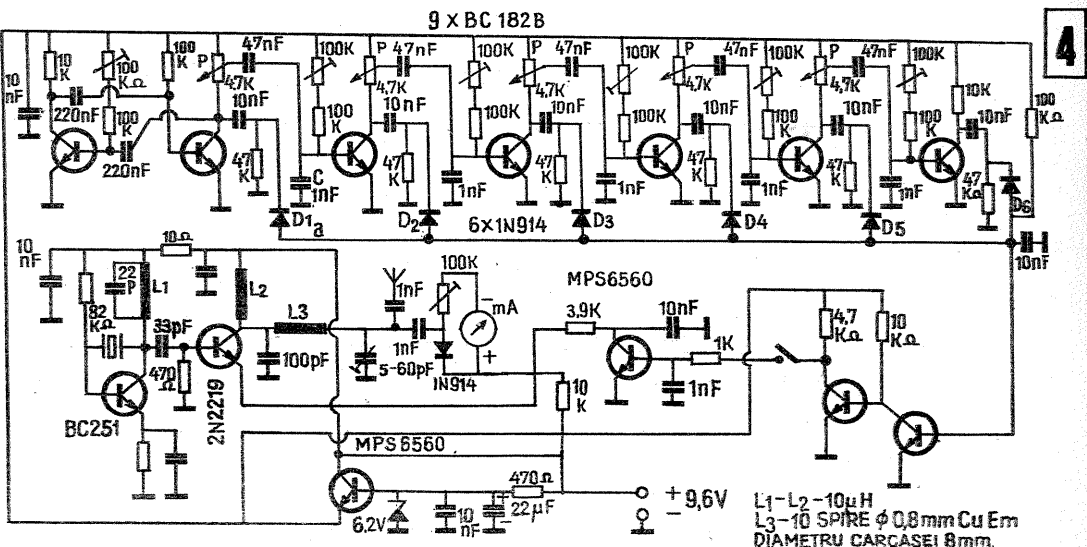 9 x BC 182B
4
10 nF
10 K
100 KΩ
100 K
P
4,7K
47nF
100K
P
47nF
4,7K
100K
P
47nF
4,7K
100K
P
47nF
4,7K
100K
P
47nF
4,7K
100K
10K
100 KΩ
220nF
100 K
220nF
10nF
47 K
C 1nF
100 K
10nF
47 K
1nF
100 K
10nF
47 K
1nF
100 K
10nF
47 K
1nF
100 K
10nF
47 K
1nF
100 K
10nF
47 KΩ
D1
a
D2
6x1N914
D3
D4
D5
D6
10nF
10 nF
10Ω
22 P
L1
L2
82 KΩ
33pF
470 Ω
BC251
2N2219
100pF
L3
1nF
1nF
5-60pF
100K
mA
−
+
1N914
3,9K
MPS6560
10nF
1K
1nF
4,7 KΩ
10 KΩ
10 K
MPS6560
6,2V
10 nF
+
−
22µF
470Ω
+ 9,6V
−
L1-L2-10µH
L3-10 SPIRE φ 0,8mm Cu Em
DIAMETRU CARCASEI 8mm.